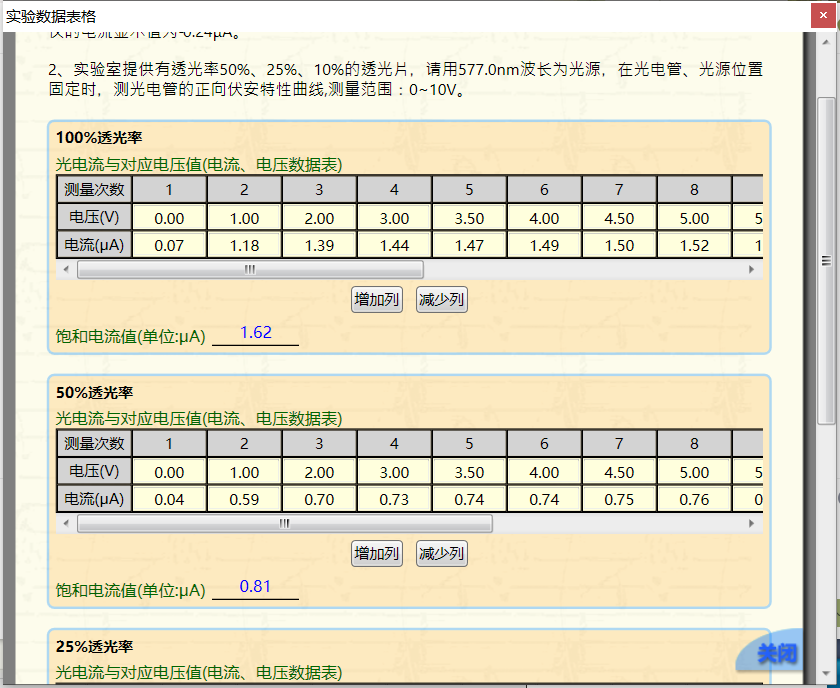 实验数据表格
仪的电流显示值为-0.24μA。
2、实验室提供有透光率50%、25%、10%的透光片，请用577.0nm波长为光源，在光电管、光源位置
固定时，测光电管的正向伏安特性曲线,测量范围：0~10V。
100%透光率
光电流与对应电压值(电流、电压数据表)
测量次数 1 2 3 4 5 6 7 8
电压(V) 0.00 1.00 2.00 3.00 3.50 4.00 4.50 5.00 5
电流(μA) 0.07 1.18 1.39 1.44 1.47 1.49 1.50 1.52 1
增加列 减少列
饱和电流值(单位:μA) 1.62
50%透光率
光电流与对应电压值(电流、电压数据表)
测量次数 1 2 3 4 5 6 7 8
电压(V) 0.00 1.00 2.00 3.00 3.50 4.00 4.50 5.00 5
电流(μA) 0.04 0.59 0.70 0.73 0.74 0.74 0.75 0.76 0
增加列 减少列
饱和电流值(单位:μA) 0.81
25%透光率
光电流与对应电压值(电流、电压数据表)
关闭